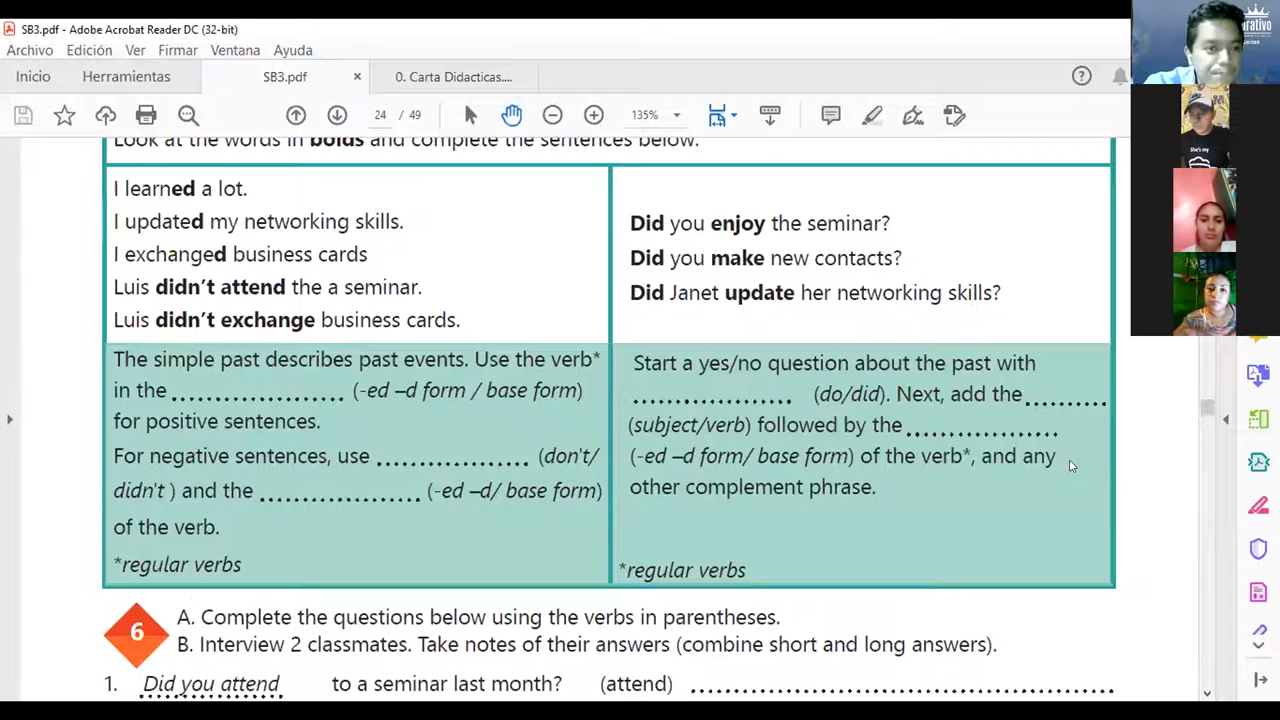 SB3.pdf - Adobe Acrobat Reader DC (32-bit)
Archivo Edición Ver Firmar Ventana Ayuda
Inicio Herramientas SB3.pdf 0. Carta Didacticas....
24 / 49 135%
Look at the words in bolds and complete the sentences below.
I learned a lot.
I updated my networking skills.
I exchanged business cards
Luis didn't attend the a seminar.
Luis didn't exchange business cards.
Did you enjoy the seminar?
Did you make new contacts?
Did Janet update her networking skills?
The simple past describes past events. Use the verb*
in the .................... (-ed –d form / base form)
for positive sentences.
For negative sentences, use .................. (don't/
didn't ) and the ................... (-ed –d/ base form)
of the verb.
*regular verbs
Start a yes/no question about the past with
................... (do/did). Next, add the ..........
(subject/verb) followed by the ..................
(-ed –d form/ base form) of the verb*, and any
other complement phrase.
*regular verbs
6
A. Complete the questions below using the verbs in parentheses.
B. Interview 2 classmates. Take notes of their answers (combine short and long answers).
1. Did you attend to a seminar last month? (attend) ..................................................
She's my